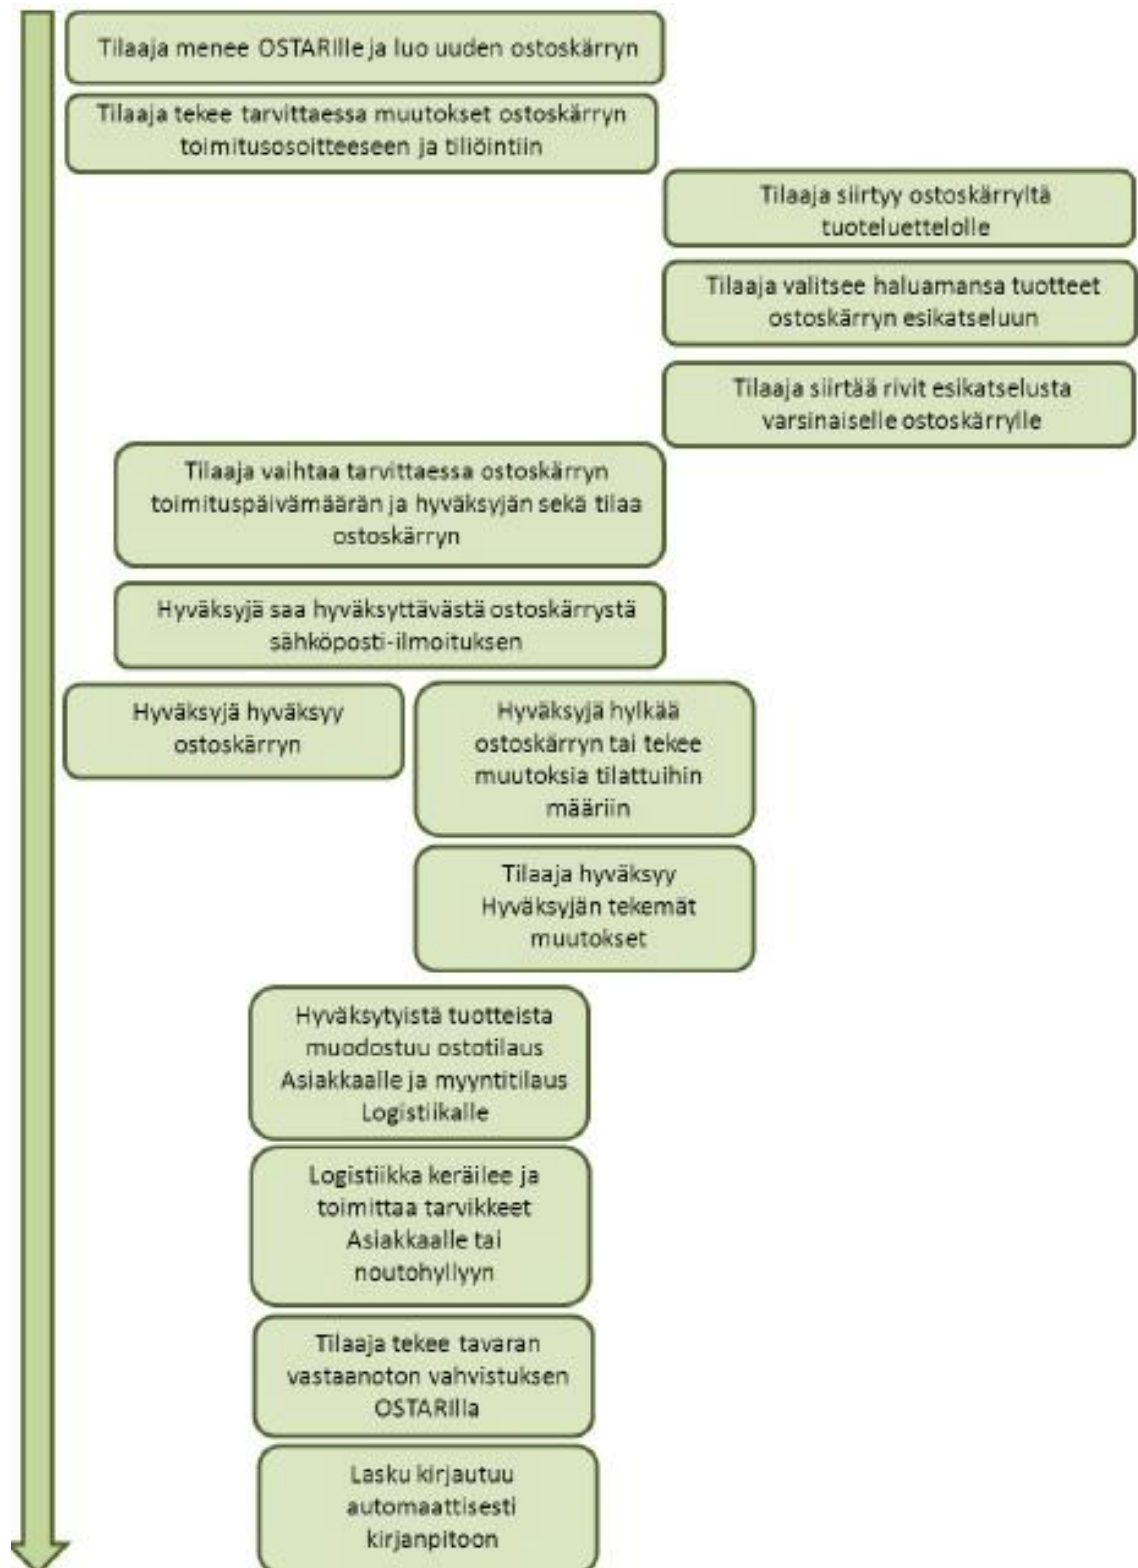 Tilaaja menee OSTARIlle ja luo uuden ostoskärryn
Tilaaja tekee tarvittaessa muutokset ostoskärryn
toimitusosoitteeseen ja tiliöintiin
Tilaaja siirtyy ostoskärryltä
tuoteluettelolle
Tilaaja valitsee haluamansa tuotteet
ostoskärryn esikatseluun
Tilaaja siirtää rivit esikatselusta
varsinaiselle ostoskärrylle
Tilaaja vaihtaa tarvittaessa ostoskärryn
toimituspäivämäärän ja hyväksyjän sekä tilaa
ostoskärryn
Hyväksyjä saa hyväksyttävästä ostoskärrystä
sähköposti-ilmoituksen
Hyväksyjä hyväksyy
ostoskärryn
Hyväksyjä hylkää
ostoskärryn tai tekee
muutoksia tilattuihin
määriin
Tilaaja hyväksyy
Hyväksyjän tekemät
muutokset
Hyväksytyistä tuotteista
muodostuu ostotilaus
Asiakkaalle ja myyntitilaus
Logistiikalle
Logistiikka keräilee ja
toimittaa tarvikkeet
Asiakkaalle tai
noutohyllyyn
Tilaaja tekee tavaran
vastaanoton vahvistuksen
OSTARIlla
Lasku kirjautuu
automaattisesti
kirjanpitoon